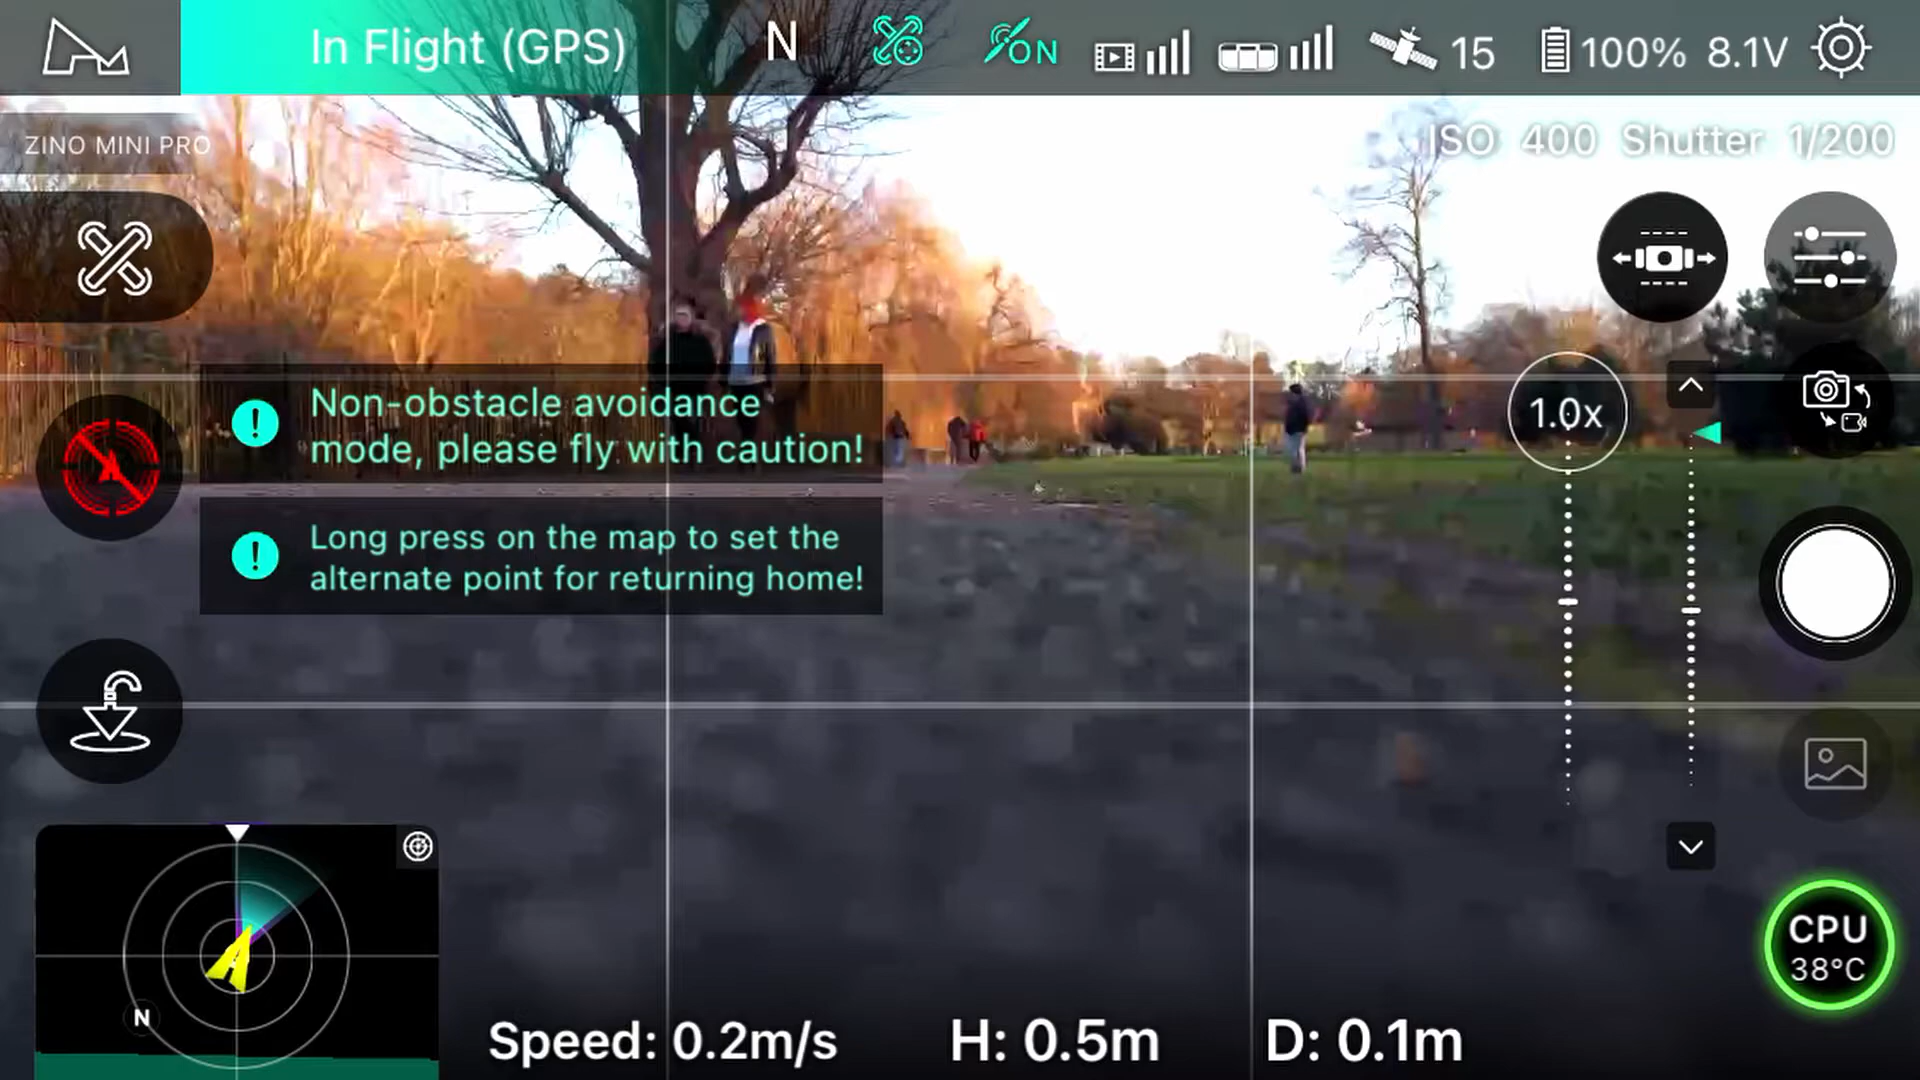 In Flight (GPS)
N
ON
15
100% 8.1V
ZINO MINI PRO
ISO 400 Shutter 1/200
Non-obstacle avoidance
mode, please fly with caution!
1.0x
Long press on the map to set the
alternate point for returning home!
CPU
38°C
N
Speed: 0.2m/s H: 0.5m D: 0.1m